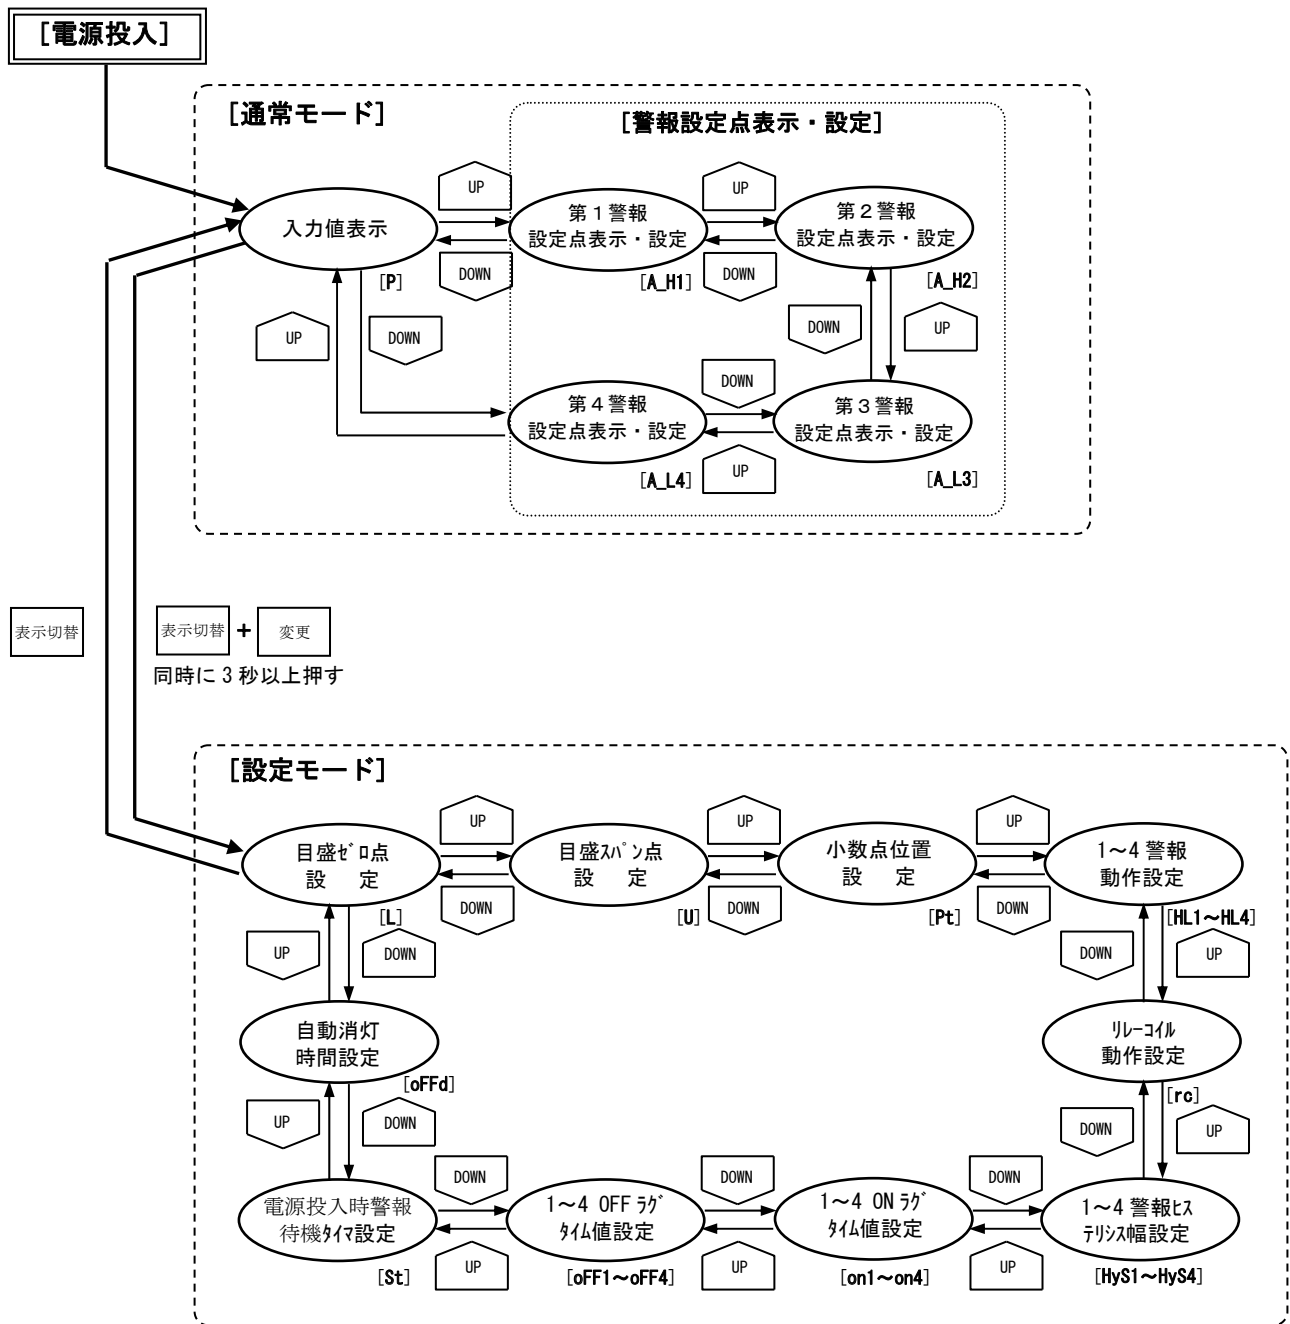 [電源投入]
[通常モード]
[警報設定点表示・設定]
UP
UP
入力値表示
第１警報
設定点表示・設定
第２警報
設定点表示・設定
DOWN
DOWN
[P]
[A_H1]
[A_H2]
UP
DOWN
DOWN
UP
DOWN
第４警報
設定点表示・設定
第３警報
設定点表示・設定
UP
[A_L4]
[A_L3]
表示切替
表示切替 + 変更
同時に３秒以上押す
[設定モード]
UP
UP
UP
目盛ｾﾞﾛ点
設　定
目盛ｽﾊﾟﾝ点
設　定
小数点位置
設　定
1～4 警報
動作設定
DOWN
DOWN
DOWN
[L]
[U]
[Pt]
[HL1～HL4]
UP
DOWN
DOWN
UP
自動消灯
時間設定
ﾘﾚｰｺｲﾙ
動作設定
[oFFd]
[rc]
UP
DOWN
DOWN
UP
DOWN
DOWN
DOWN
電源投入時警報
待機ﾀｲﾏ設定
1～4 OFF ﾗｸﾞ
ﾀｲﾑ値設定
1～4 ON ﾗｸﾞ
ﾀｲﾑ値設定
1～4 警報ﾋｽ
ﾃﾘｼｽ幅設定
UP
UP
UP
[St]
[oFF1～oFF4]
[on1～on4]
[HyS1～HyS4]